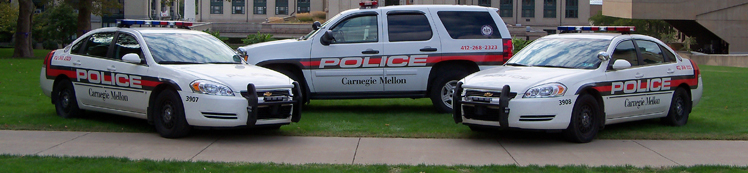 POLICE
Carnegie Mellon
3907
POLICE
412-268-2323
Carnegie Mellon
POLICE
Carnegie Mellon
3908